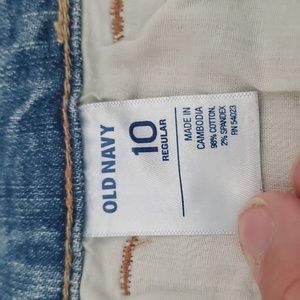 OLD NAVY
10
REGULAR
MADE IN
CAMBODIA
98% COTTON,
2% SPANDEX
RN 54023